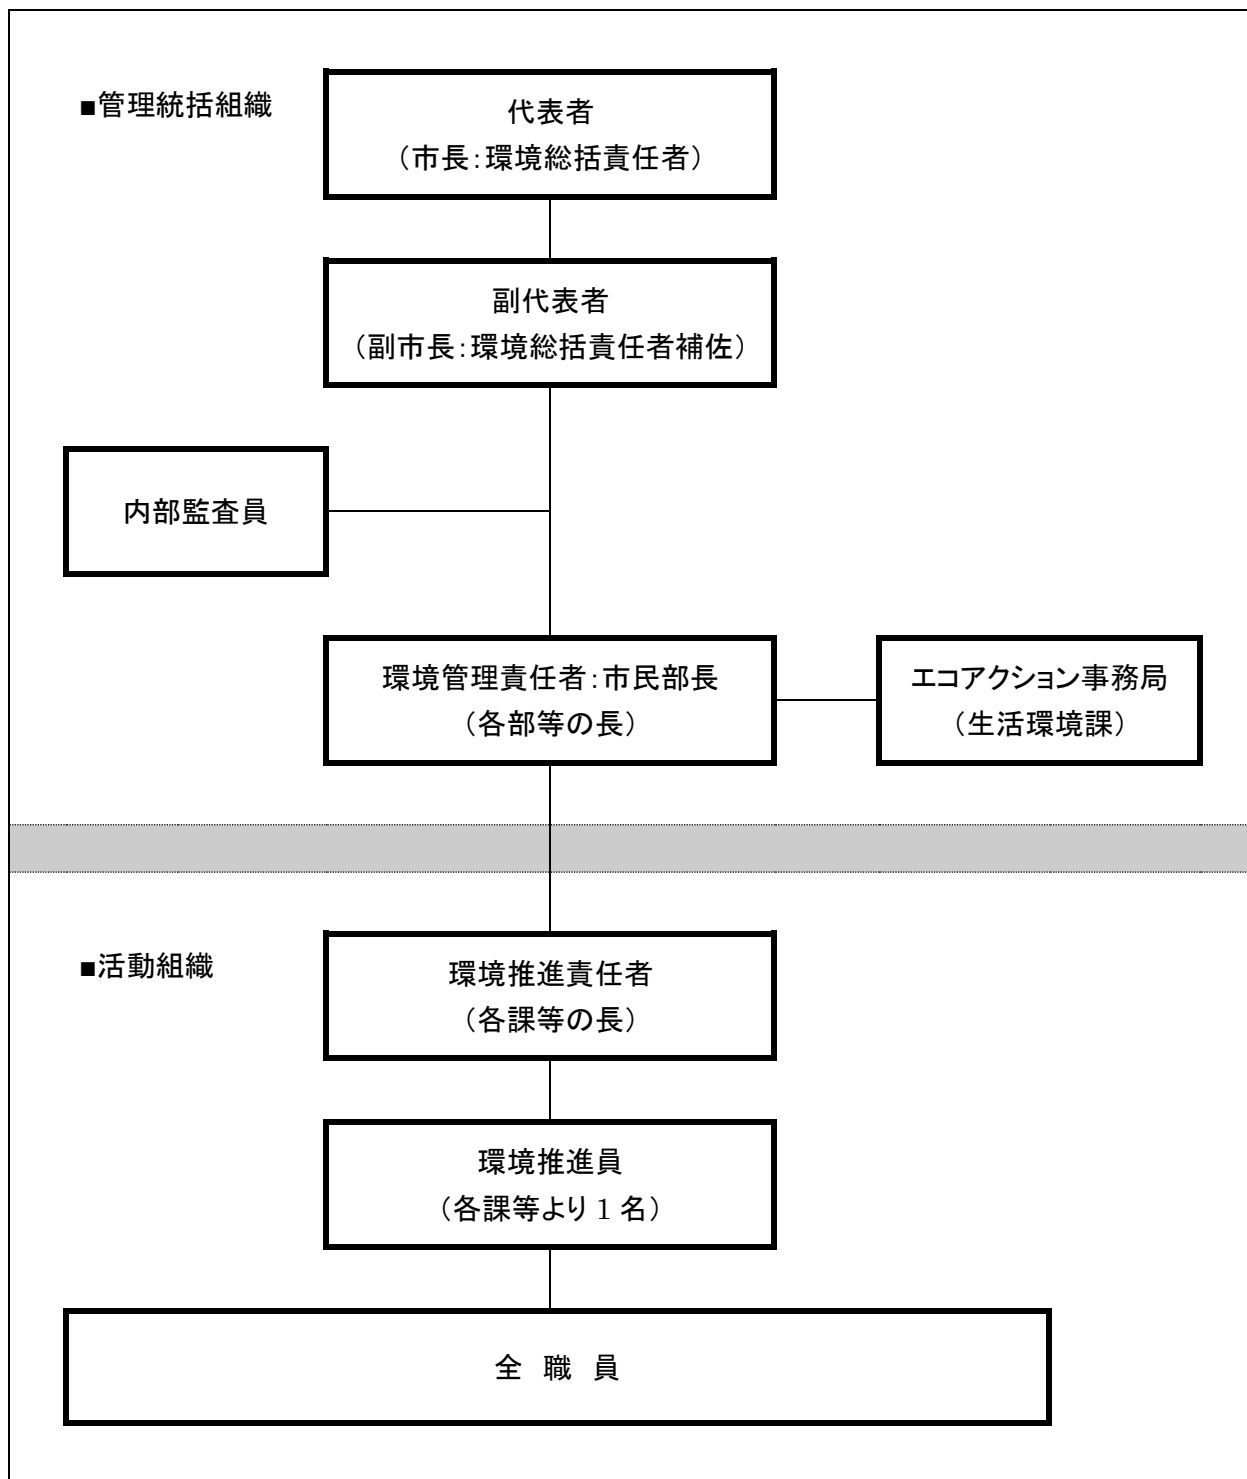 ■管理統括組織
代表者
（市長：環境総括責任者）
副代表者
（副市長：環境総括責任者補佐）
内部監査員
環境管理責任者：市民部長
（各部等の長）
エコアクション事務局
（生活環境課）
■活動組織
環境推進責任者
（各課等の長）
環境推進員
（各課等より 1 名）
全 職 員